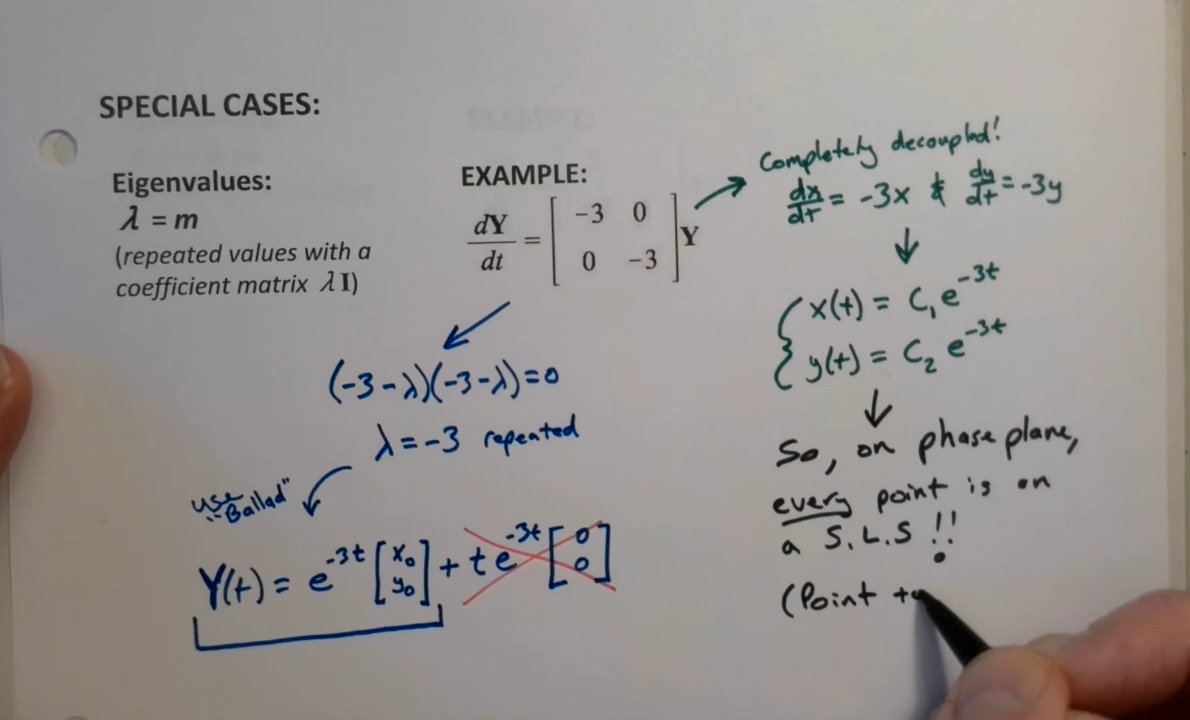 SPECIAL CASES:
Eigenvalues:
λ = m
(repeated values with a
coefficient matrix λI)
EXAMPLE:
dY/dt = [-3 0; 0 -3] Y
Completely decoupled!
dx/dt = -3x & dy/dt = -3y
x(t) = C₁e^-3t
y(t) = C₂e^-3t
So, on phase plane,
every point is on
a S.L.S!!
(Point to
(-3-λ)(-3-λ)=0
λ=-3 repeated
use "Ballad"
Y(t) = e^-3t [x₀; y₀] + te^-3t [0; 0]